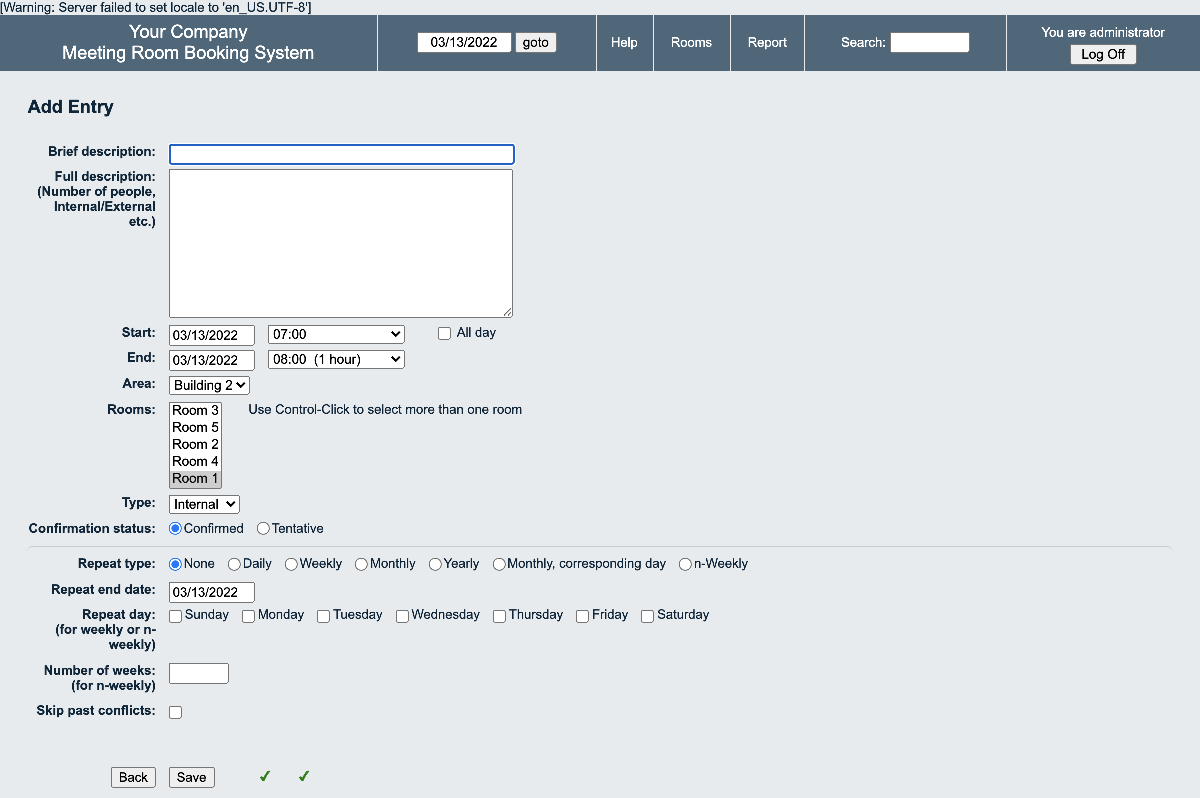 [Warning: Server failed to set locale to 'en_US.UTF-8']
Your Company
Meeting Room Booking System
03/13/2022 goto
Help
Rooms
Report
Search:
You are administrator
Log Off
Add Entry
Brief description:
Full description:
(Number of people,
Internal/External
etc.)
Start: 03/13/2022 07:00 All day
End: 03/13/2022 08:00 (1 hour)
Area: Building 2
Rooms: Room 3 Use Control-Click to select more than one room
Room 5
Room 2
Room 4
Room 1
Type: Internal
Confirmation status: Confirmed Tentative
Repeat type: None Daily Weekly Monthly Yearly Monthly, corresponding day n-Weekly
Repeat end date: 03/13/2022
Repeat day: Sunday Monday Tuesday Wednesday Thursday Friday Saturday
(for weekly or n-
weekly)
Number of weeks:
(for n-weekly)
Skip past conflicts:
Back Save ✓ ✓